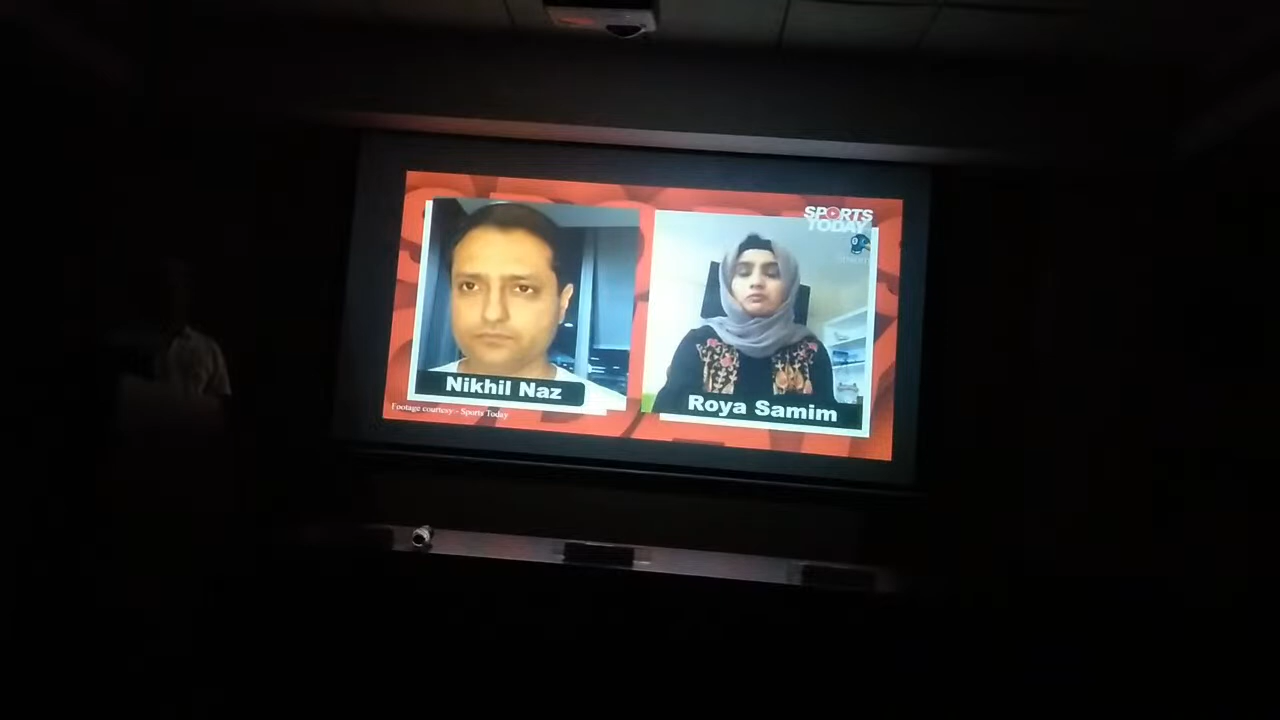 SPORTS
TODAY
Nikhil Naz
Roya Samim
Footage courtesy:- Sports Today